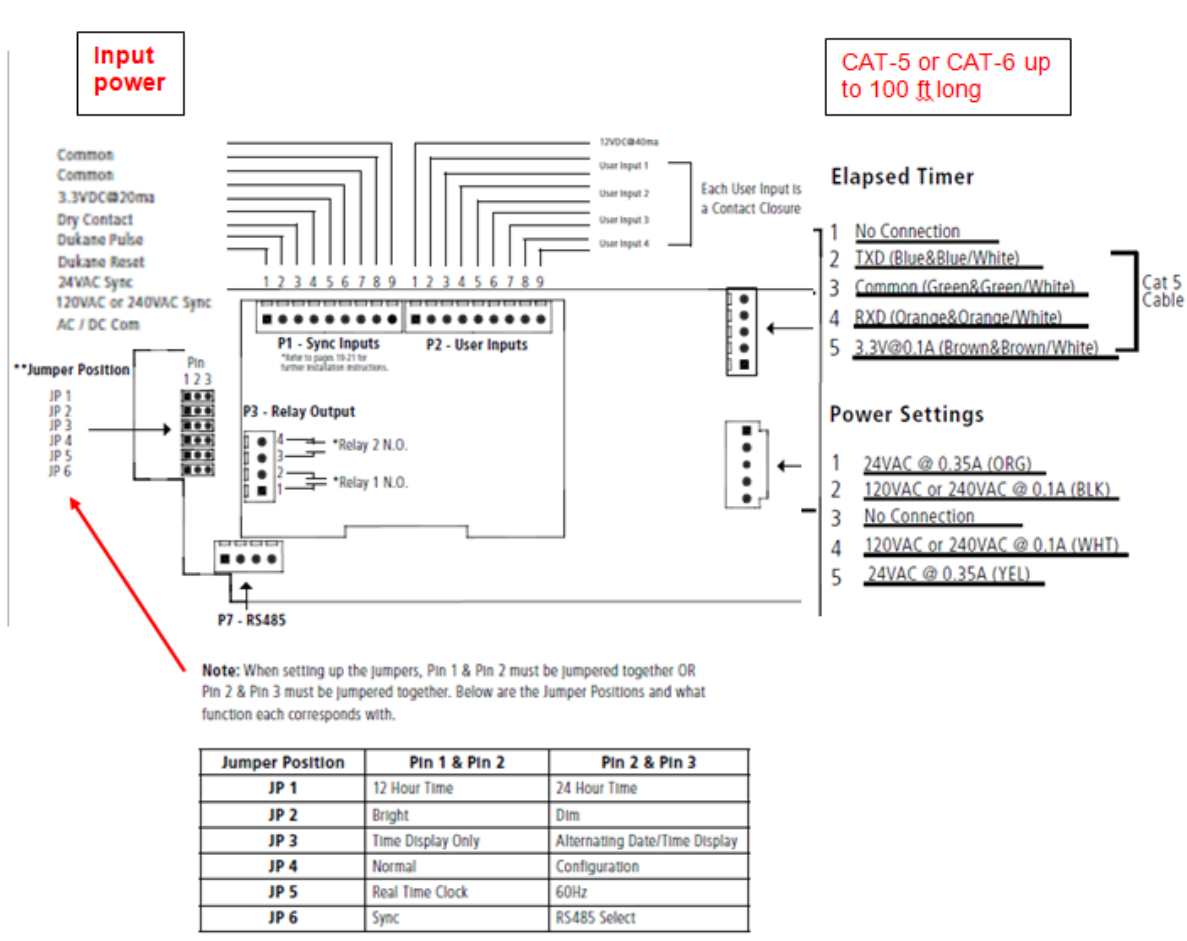 Input
power
CAT-5 or CAT-6 up
to 100 ft long
Common
Common
3.3VDC@20ma
Dry Contact
Dukane Pulse
Dukane Reset
24VAC Sync
120VAC or 240VAC Sync
AC / DC Com
12VDC@40ma
User Input 1
User Input 2
User Input 3
User Input 4
Each User Input is
a Contact Closure
1 2 3 4 5 6 7 8 9 1 2 3 4 5 6 7 8 9
P1 - Sync Inputs
*Refer to pages 19-21 for
further installation instructions.
P2 - User Inputs
Elapsed Timer
1 No Connection
2 TXD (Blue&Blue/White)
3 Common (Green&Green/White)
4 RXD (Orange&Orange/White)
5 3.3V@0.1A (Brown&Brown/White)
Cat 5
Cable
**Jumper Position
Pin
1 2 3
JP 1
JP 2
JP 3
JP 4
JP 5
JP 6
P3 - Relay Output
4 *Relay 2 N.O.
3
2 *Relay 1 N.O.
1
Power Settings
1 24VAC @ 0.35A (ORG)
2 120VAC or 240VAC @ 0.1A (BLK)
3 No Connection
4 120VAC or 240VAC @ 0.1A (WHT)
5 24VAC @ 0.35A (YEL)
P7 - RS485
Note: When setting up the jumpers, Pin 1 & Pin 2 must be jumpered together OR
Pin 2 & Pin 3 must be jumpered together. Below are the Jumper Positions and what
function each corresponds with.
Jumper Position Pin 1 & Pin 2 Pin 2 & Pin 3
JP 1 12 Hour Time 24 Hour Time
JP 2 Bright Dim
JP 3 Time Display Only Alternating Date/Time Display
JP 4 Normal Configuration
JP 5 Real Time Clock 60Hz
JP 6 Sync RS485 Select